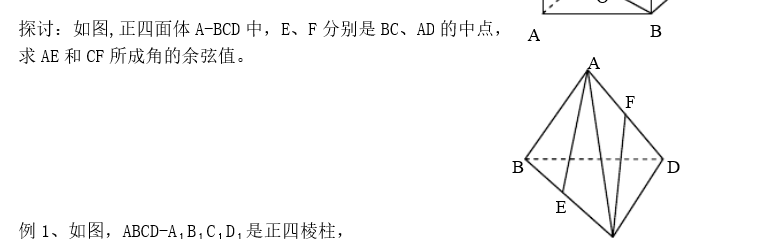 探讨：如图,正四面体 A-BCD 中，E、F 分别是 BC、AD 的中点，
求 AE 和 CF 所成角的余弦值。
A
B
A
F
B
D
E
例 1、如图，ABCD-A₁B₁C₁D₁是正四棱柱，